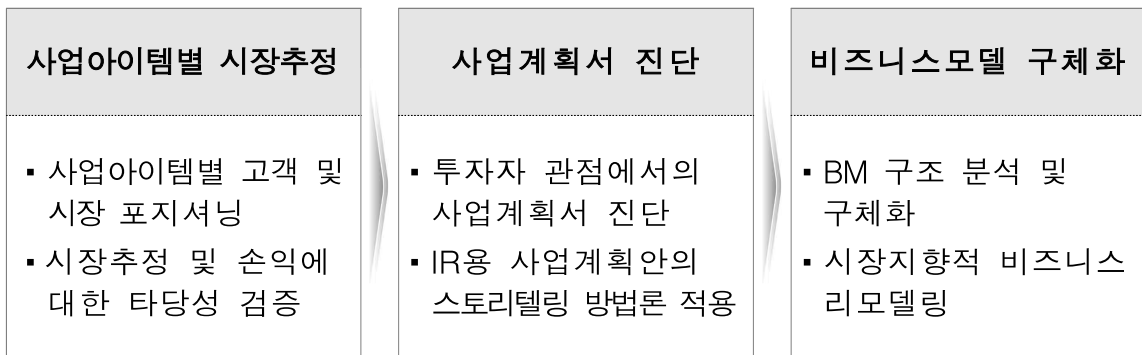 사업아이템별 시장추정
▪ 사업아이템별 고객 및
시장 포지셔닝
▪ 시장추정 및 손익에
대한 타당성 검증
사업계획서 진단
▪ 투자자 관점에서의
사업계획서 진단
▪ IR용 사업계획안의
스토리텔링 방법론 적용
비즈니스모델 구체화
▪ BM 구조 분석 및
구체화
▪ 시장지향적 비즈니스
리모델링